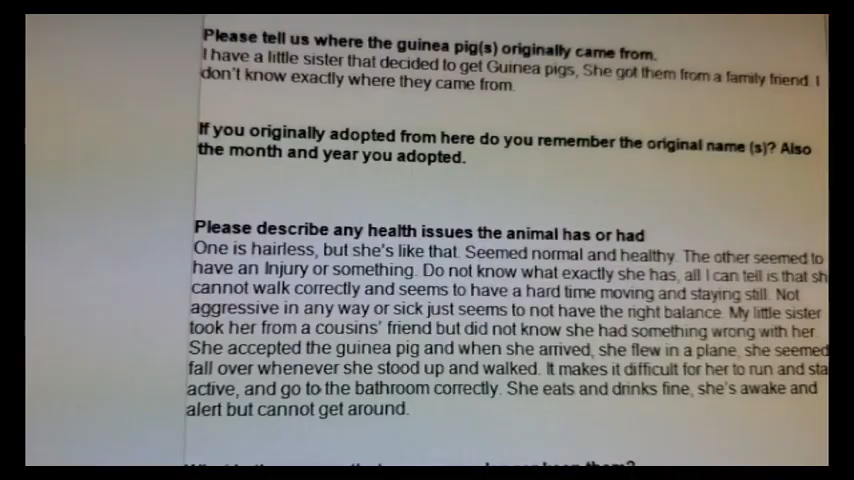 Please tell us where the guinea pig(s) originally came from.
I have a little sister that decided to get Guinea pigs, She got them from a family friend. I
don't know exactly where they came from.
If you originally adopted from here do you remember the original name (s)? Also
the month and year you adopted.
Please describe any health issues the animal has or had
One is hairless, but she's like that. Seemed normal and healthy. The other seemed to
have an Injury or something. Do not know what exactly she has, all I can tell is that sh
cannot walk correctly and seems to have a hard time moving and staying still. Not
aggressive in any way or sick just seems to not have the right balance. My little sister
took her from a cousins' friend but did not know she had something wrong with her.
She accepted the guinea pig and when she arrived, she flew in a plane, she seemed
fall over whenever she stood up and walked. It makes it difficult for her to run and sta
active, and go to the bathroom correctly. She eats and drinks fine, she's awake and
alert but cannot get around.